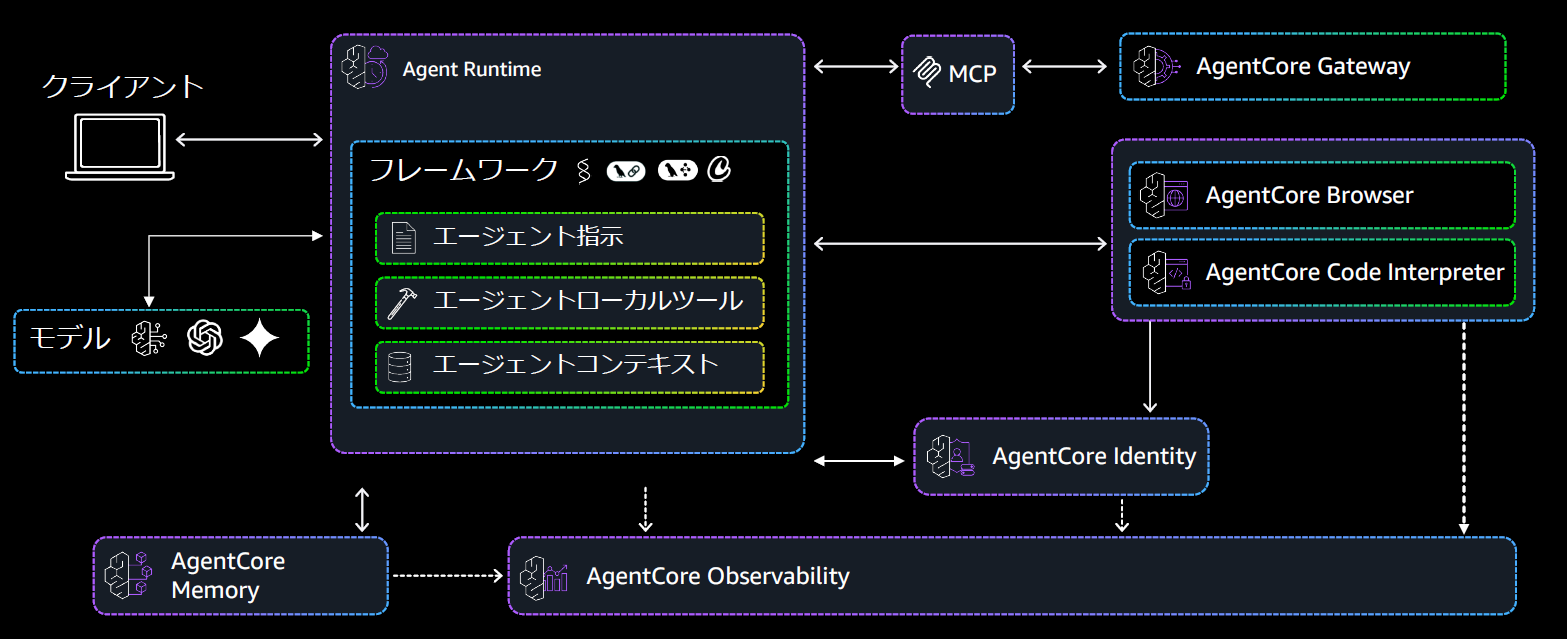 クライアント
Agent Runtime
MCP
AgentCore Gateway
フレームワーク
エージェント指示
エージェントローカルツール
エージェントコンテキスト
AgentCore Browser
AgentCore Code Interpreter
モデル
AgentCore Identity
AgentCore
Memory
AgentCore Observability